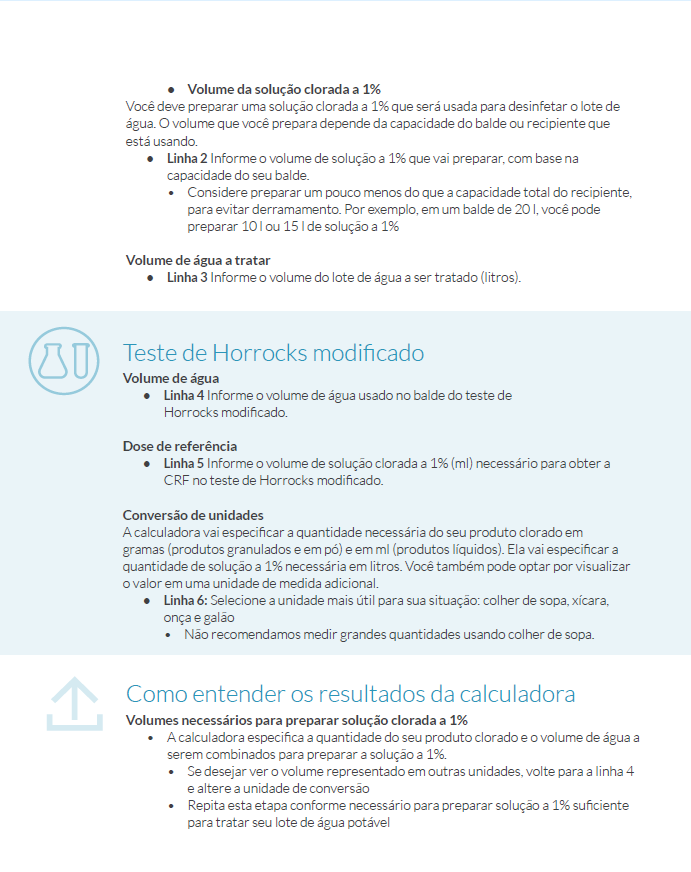 ● Volume da solução clorada a 1%
Você deve preparar uma solução clorada a 1% que será usada para desinfetar o lote de
água. O volume que você prepara depende da capacidade do balde ou recipiente que
está usando.
● Linha 2 Informe o volume de solução a 1% que vai preparar, com base na
capacidade do seu balde.
• Considere preparar um pouco menos do que a capacidade total do recipiente,
para evitar derramamento. Por exemplo, em um balde de 20 l, você pode
preparar 10 l ou 15 l de solução a 1%
Volume de água a tratar
● Linha 3 Informe o volume do lote de água a ser tratado (litros).
Teste de Horrocks modificado
Volume de água
● Linha 4 Informe o volume de água usado no balde do teste de
Horrocks modificado.
Dose de referência
● Linha 5 Informe o volume de solução clorada a 1% (ml) necessário para obter a
CRF no teste de Horrocks modificado.
Conversão de unidades
A calculadora vai especificar a quantidade necessária do seu produto clorado em
gramas (produtos granulados e em pó) e em ml (produtos líquidos). Ela vai especificar a
quantidade de solução a 1% necessária em litros. Você também pode optar por visualizar
o valor em uma unidade de medida adicional.
● Linha 6: Selecione a unidade mais útil para sua situação: colher de sopa, xícara,
onça e galão
• Não recomendamos medir grandes quantidades usando colher de sopa.
Como entender os resultados da calculadora
Volumes necessários para preparar solução clorada a 1%
• A calculadora especifica a quantidade do seu produto clorado e o volume de água a
serem combinados para preparar a solução a 1%.
• Se desejar ver o volume representado em outras unidades, volte para a linha 4
e altere a unidade de conversão
• Repita esta etapa conforme necessário para preparar solução a 1% suficiente
para tratar seu lote de água potável